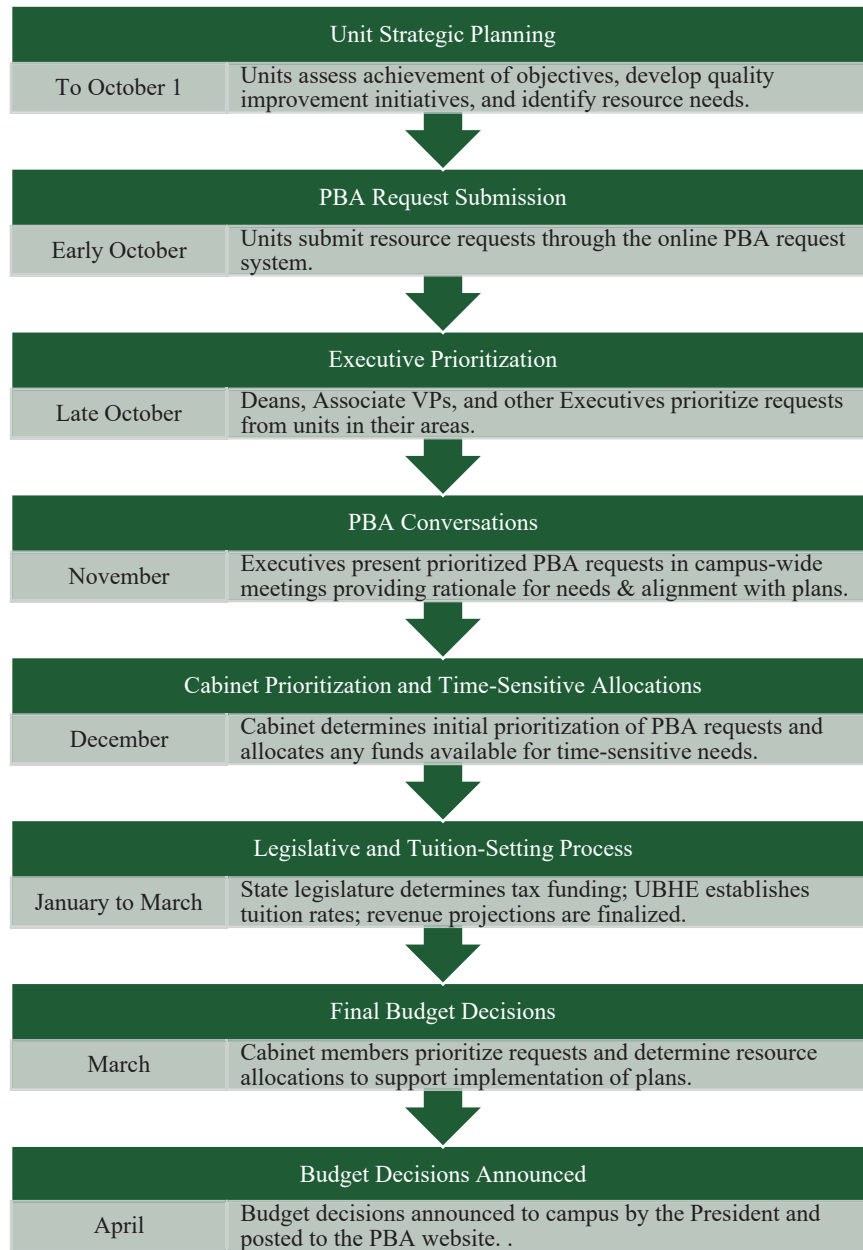 Unit Strategic Planning
To October 1
Units assess achievement of objectives, develop quality
improvement initiatives, and identify resource needs.
PBA Request Submission
Early October
Units submit resource requests through the online PBA request
system.
Executive Prioritization
Late October
Deans, Associate VPs, and other Executives prioritize requests
from units in their areas.
PBA Conversations
November
Executives present prioritized PBA requests in campus-wide
meetings providing rationale for needs & alignment with plans.
Cabinet Prioritization and Time-Sensitive Allocations
December
Cabinet determines initial prioritization of PBA requests and
allocates any funds available for time-sensitive needs.
Legislative and Tuition-Setting Process
January to March
State legislature determines tax funding; UBHE establishes
tuition rates; revenue projections are finalized.
Final Budget Decisions
March
Cabinet members prioritize requests and determine resource
allocations to support implementation of plans.
Budget Decisions Announced
April
Budget decisions announced to campus by the President and
posted to the PBA website. .